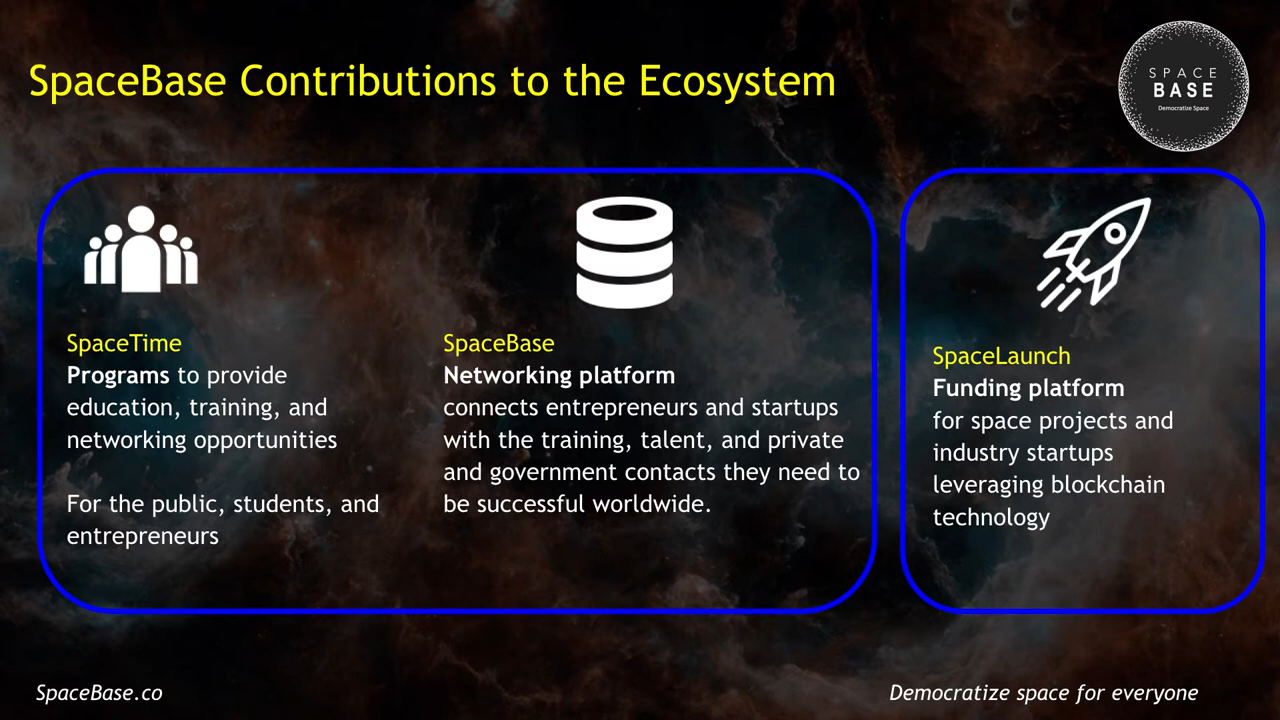 SpaceBase Contributions to the Ecosystem
SPACE
BASE
Democratize Space
SpaceTime
Programs to provide
education, training, and
networking opportunities
For the public, students, and
entrepreneurs
SpaceBase
Networking platform
connects entrepreneurs and startups
with the training, talent, and private
and government contacts they need to
be successful worldwide.
SpaceLaunch
Funding platform
for space projects and
industry startups
leveraging blockchain
technology
SpaceBase.co
Democratize space for everyone